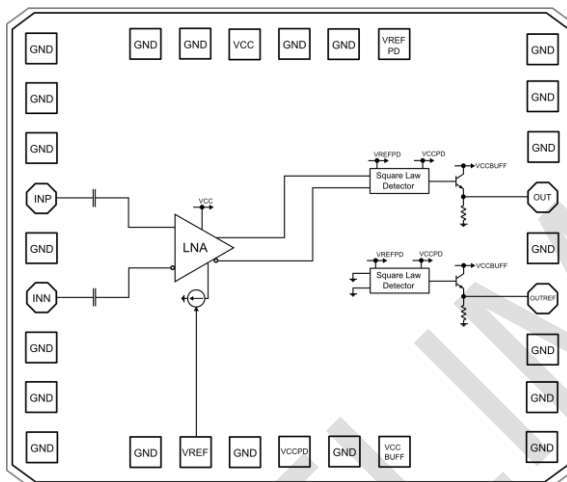 GND GND GND VCC GND GND VREF PD GND
GND GND
GND GND
VREFPD VCCPD
VCCBUFF
Square Law
Detector
INP OUT
VCC
GND LNA GND
VREFPD VCCPD
VCCBUFF
Square Law
Detector
INN OUTREF
GND GND
GND GND
GND GND VREF GND VCCPD GND VCC BUFF GND